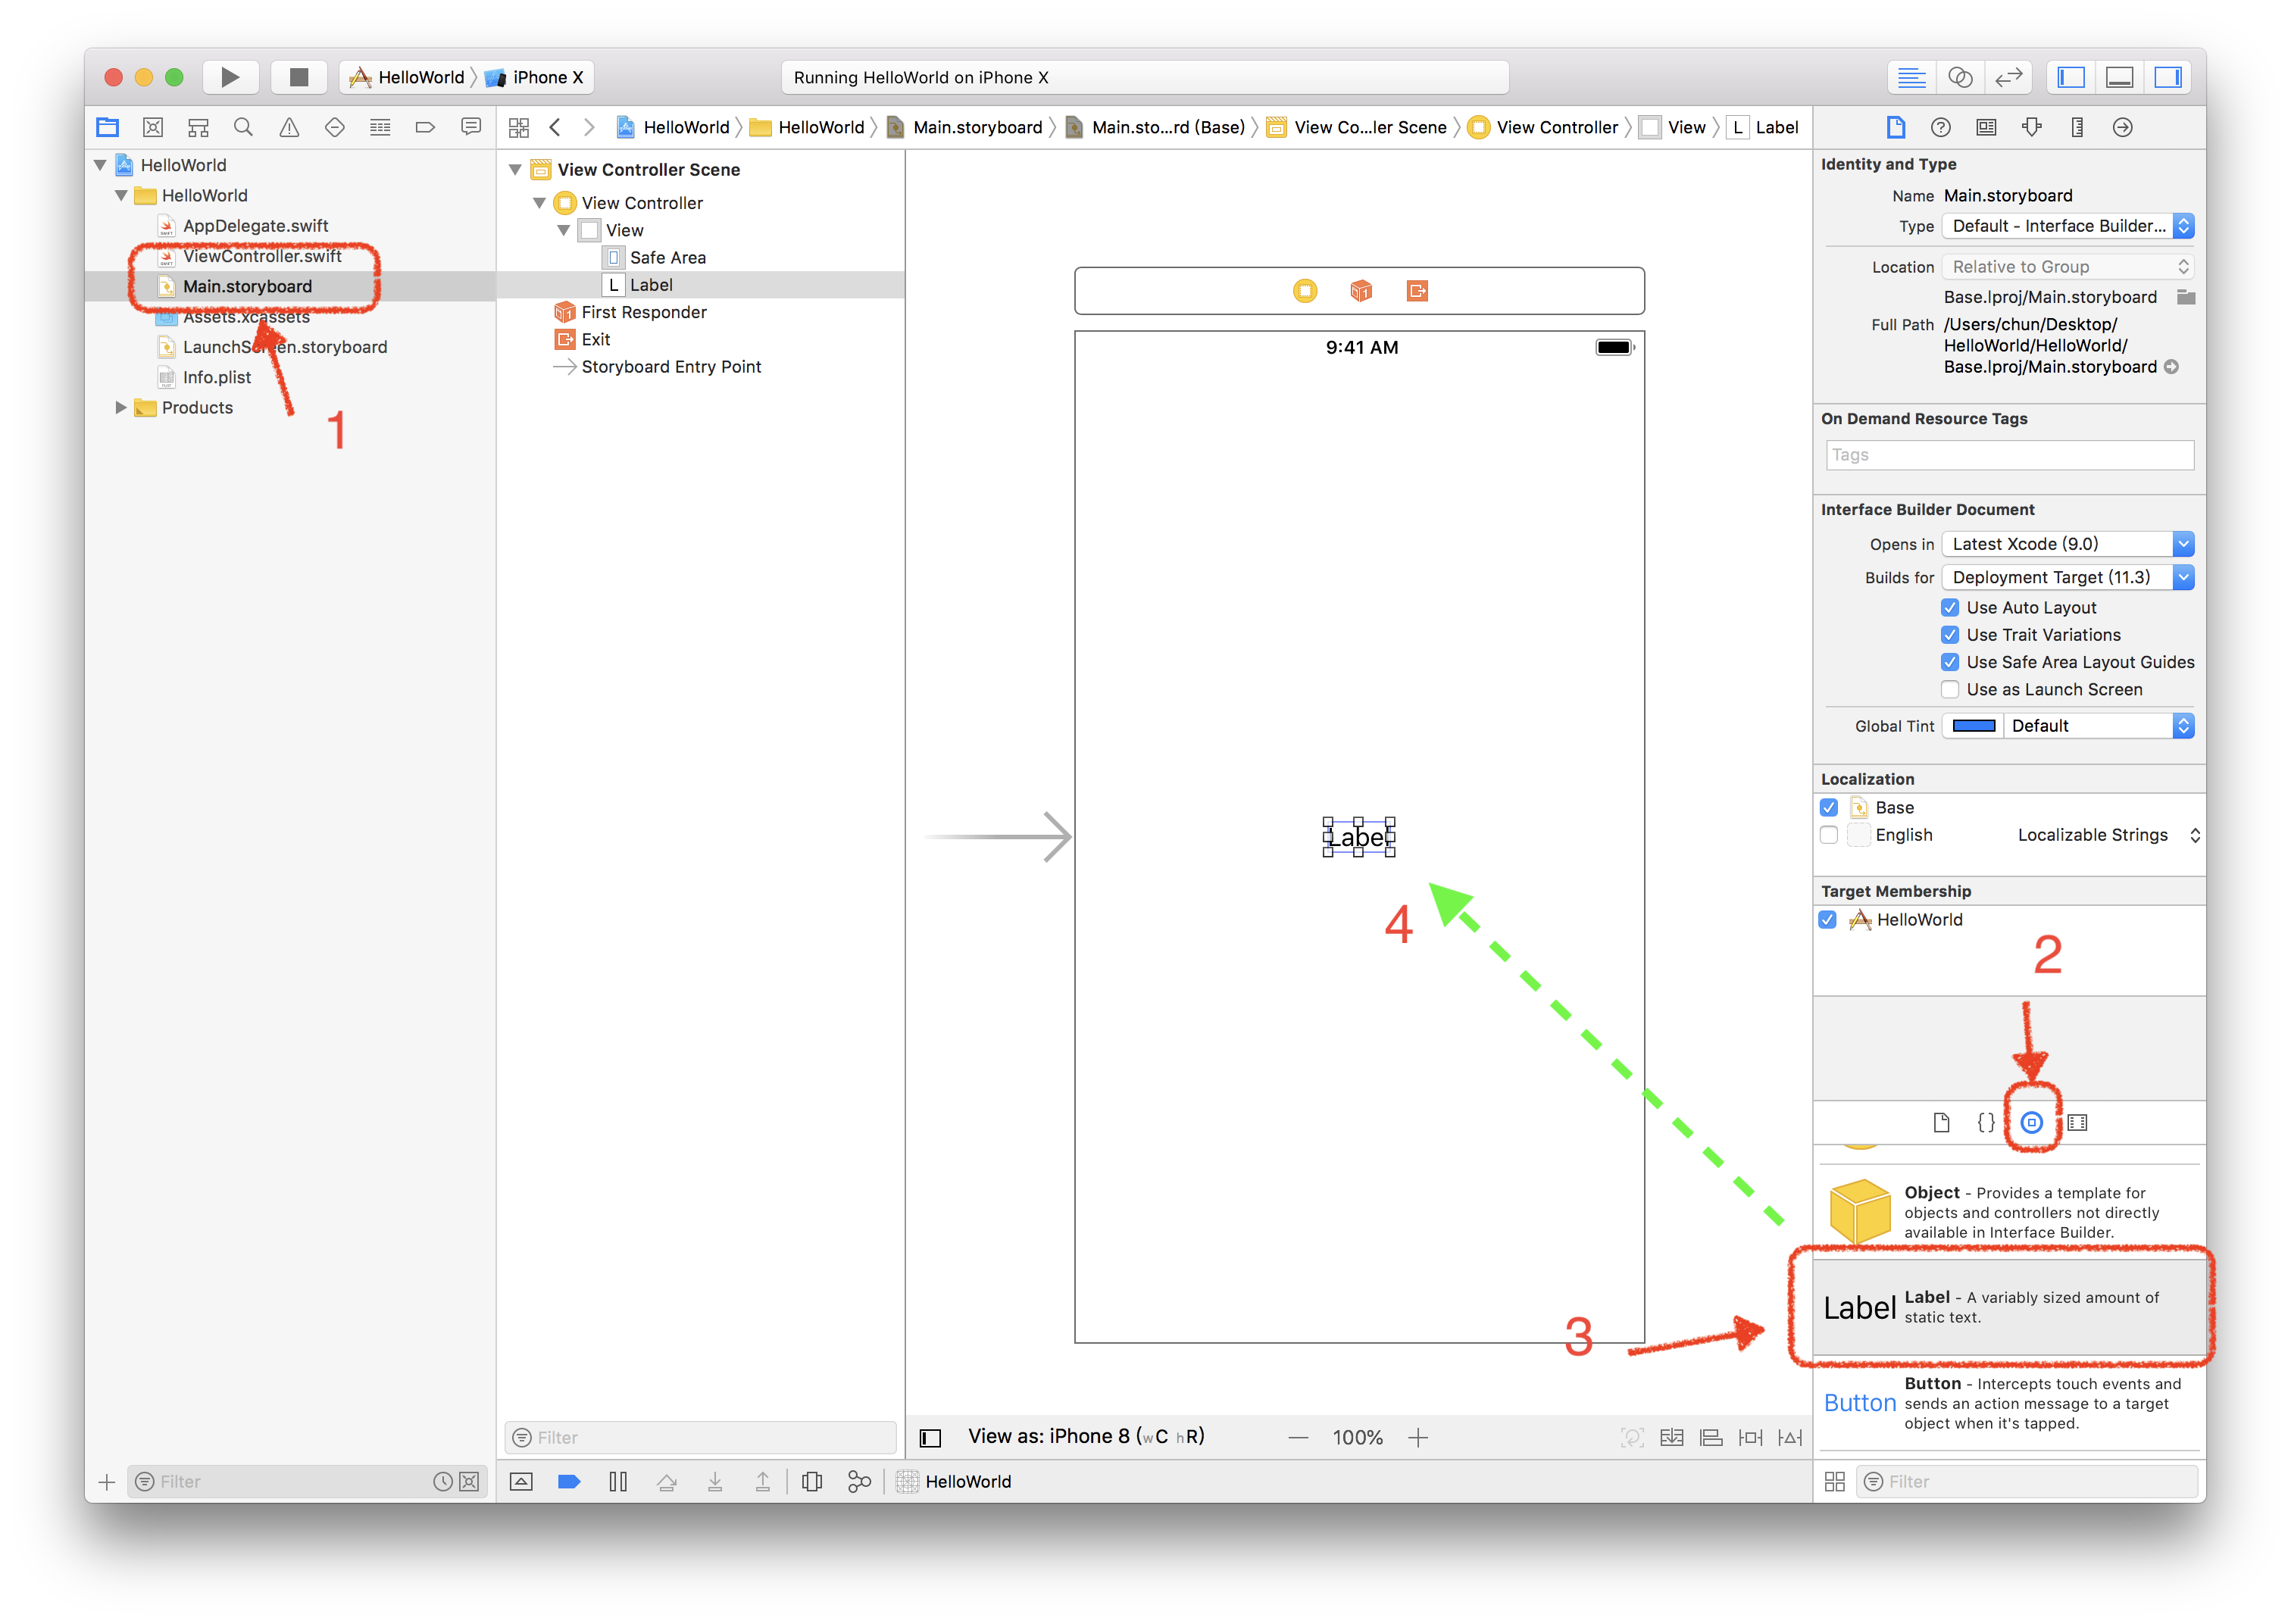 HelloWorld
iPhone X
Running HelloWorld on iPhone X
HelloWorld
HelloWorld
Main.storyboard
Main.sto...rd (Base)
View Co...ler Scene
View Controller
View
L
Label
HelloWorld
HelloWorld
AppDelegate.swift
ViewController.swift
Main.storyboard
Assets.xcassets
LaunchScreen.storyboard
Info.plist
Products
1
View Controller Scene
View Controller
View
Safe Area
L Label
First Responder
Exit
Storyboard Entry Point
9:41 AM
Label
4
3
Identity and Type
Name Main.storyboard
Type Default - Interface Builder...
Location Relative to Group
Base.lproj/Main.storyboard
Full Path /Users/chun/Desktop/
HelloWorld/HelloWorld/
Base.lproj/Main.storyboard
On Demand Resource Tags
Tags
Interface Builder Document
Opens in Latest Xcode (9.0)
Builds for Deployment Target (11.3)
Use Auto Layout
Use Trait Variations
Use Safe Area Layout Guides
Use as Launch Screen
Global Tint Default
Localization
Base
English Localizable Strings
Target Membership
HelloWorld
2
{}
Object - Provides a template for
objects and controllers not directly
available in Interface Builder.
Label
Label - A variably sized amount of
static text.
Button
Button - Intercepts touch events and
sends an action message to a target
object when it's tapped.
Filter
View as: iPhone 8 (wC hR)
100%
Filter
HelloWorld
Filter